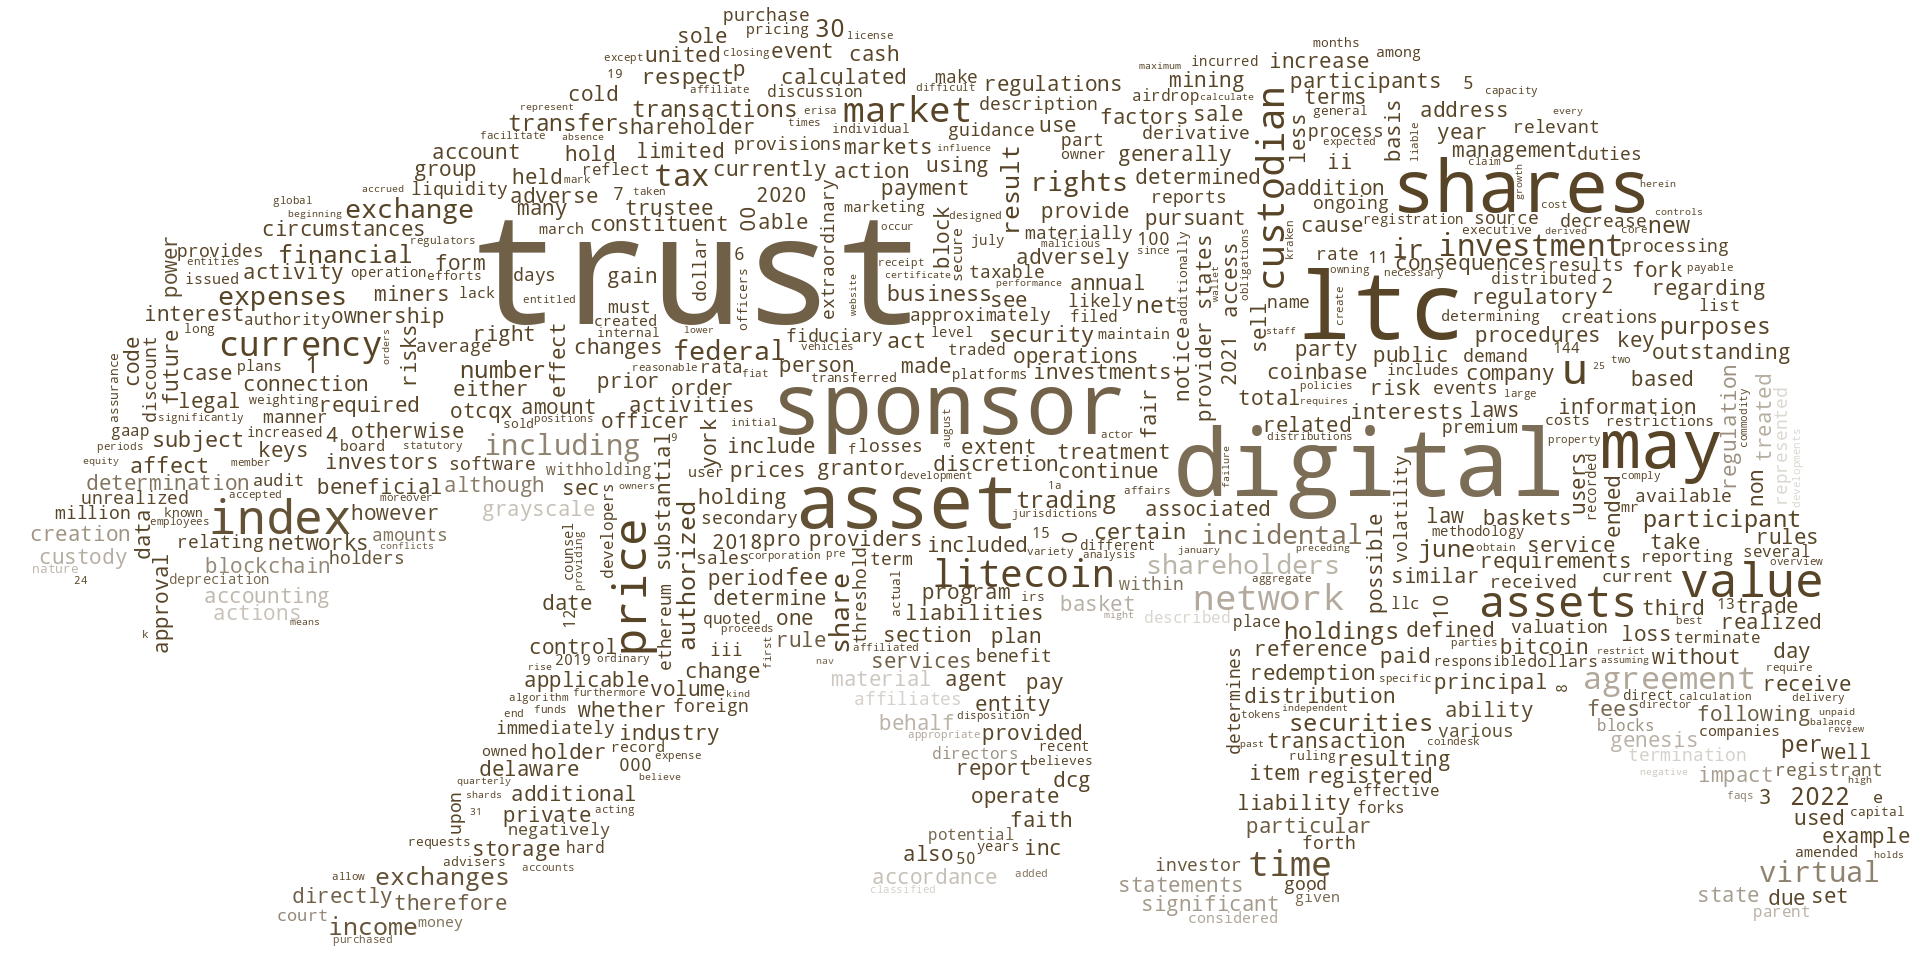 purchase
sole pricing 30 license
except united closing event cash
months
increase among
19 respect p calculated make regulations maximum incurred mining participants 5 capacity
cold affiliate discussion difficult airdrop calculate terms
represent transactions erisa market description factors sale general address every
transfer shareholder times individual guidance use derivative process basis year relevant
facilitate absence provisions markets influence part custodian less expected liable management duties
account hold limited currently action using owner generally ii claim
group held reflect tax payment result rights determined addition shares growth herein
accrued liquidity adverse mark 7 taken 2020 extraordinary reports ongoing cost
global many trustee 00 able marketing block designed provide pursuant cause registration source decrease controls
beginning exchange march constituent occur secure july materially kraken executive derived core new
circumstances regulators trust 6 malicious 100 additionally rate 11 ir investment processing
power provides financial form dollar receipt since adversely states obligations consequences results fork payable
entities activity operation efforts days gain certificate taxable wallet access owning necessary distributed 2 regarding
issued expenses miners lack entitled must officers website business performance see annual name ltc create regulatory list
interest authority ownership created approximately likely net staff determining creations purposes
long right internal lower fiduciary act level filed security maintain notice provider 2021 sell party procedures key outstanding
code future currency orders risks average effect changes federal vehicles made traded operations public 144 two
assurance discount case plans 1 number reasonable rata fiat person platforms investments coinbase includes demand u 25 based
connection either prior order transferred policies risk events company large
legal weighting required otcqx sold amount activities sponsor fair total requires interests laws information regulation commodity treated represented
significantly manner positions officer initial august actor related premium costs restrictions
gaap subject increased 4 otherwise including substantial 9 york include flosses extent treatment distributions property may non developments
periods keys board statutory user prices grantor discretion continue digital failure volatility users recorded comply
equity affect member investors software withholding development affairs
determination audit beneficial although sec owners holding asset 1a trading associated ended available
unrealized accepted moreover grayscale developers secondary jurisdictions certain possible law baskets mr participant
million known index however price authorized 2018 pro providers included 15 0 incidental methodology take rules
creation data employees relating networks amounts counsel sales corporation pre term variety different january preceding june obtain service reporting several
custody conflicts holders providing period fee litecoin analysis shareholders requirements overview
nature 24 blockchain threshold actual within aggregate similar received current value
depreciation determine share program irs network llc 10 assets third 13 trade
approval accounting date 12 ethereum quoted one liabilities basket described place best realized
k actions means proceeds rule section plan might holdings defined valuation loss terminate
control iii affiliated reference parties bitcoin restrict without day
2019 ordinary first nav services benefit determines paid responsible dollars assuming require
rise applicable change material agent pay redemption specific principal 8 agreement receive
algorithm furthermore volume kind affiliates entity distribution direct calculation delivery
end funds whether foreign behalf disposition tokens independent ability fees director following unpaid
immediately industry appropriate provided securities various blocks companies balance
owned holder record expense directors recent past transaction coindesk genesis review per well
delaware 000 believe report believes ruling resulting termination
quarterly additional dcg item registered negative impact registrant high
upon shards 31 private acting operate effective faqs 3 2022 e
negatively faith liability forks used capital
requests storage hard potential particular example
advisers accounts also 50 years inc forth amended holds
allow exchanges accordance added investor time virtual
directly therefore classified statements good state due set
court income money significant given parent
purchased considered